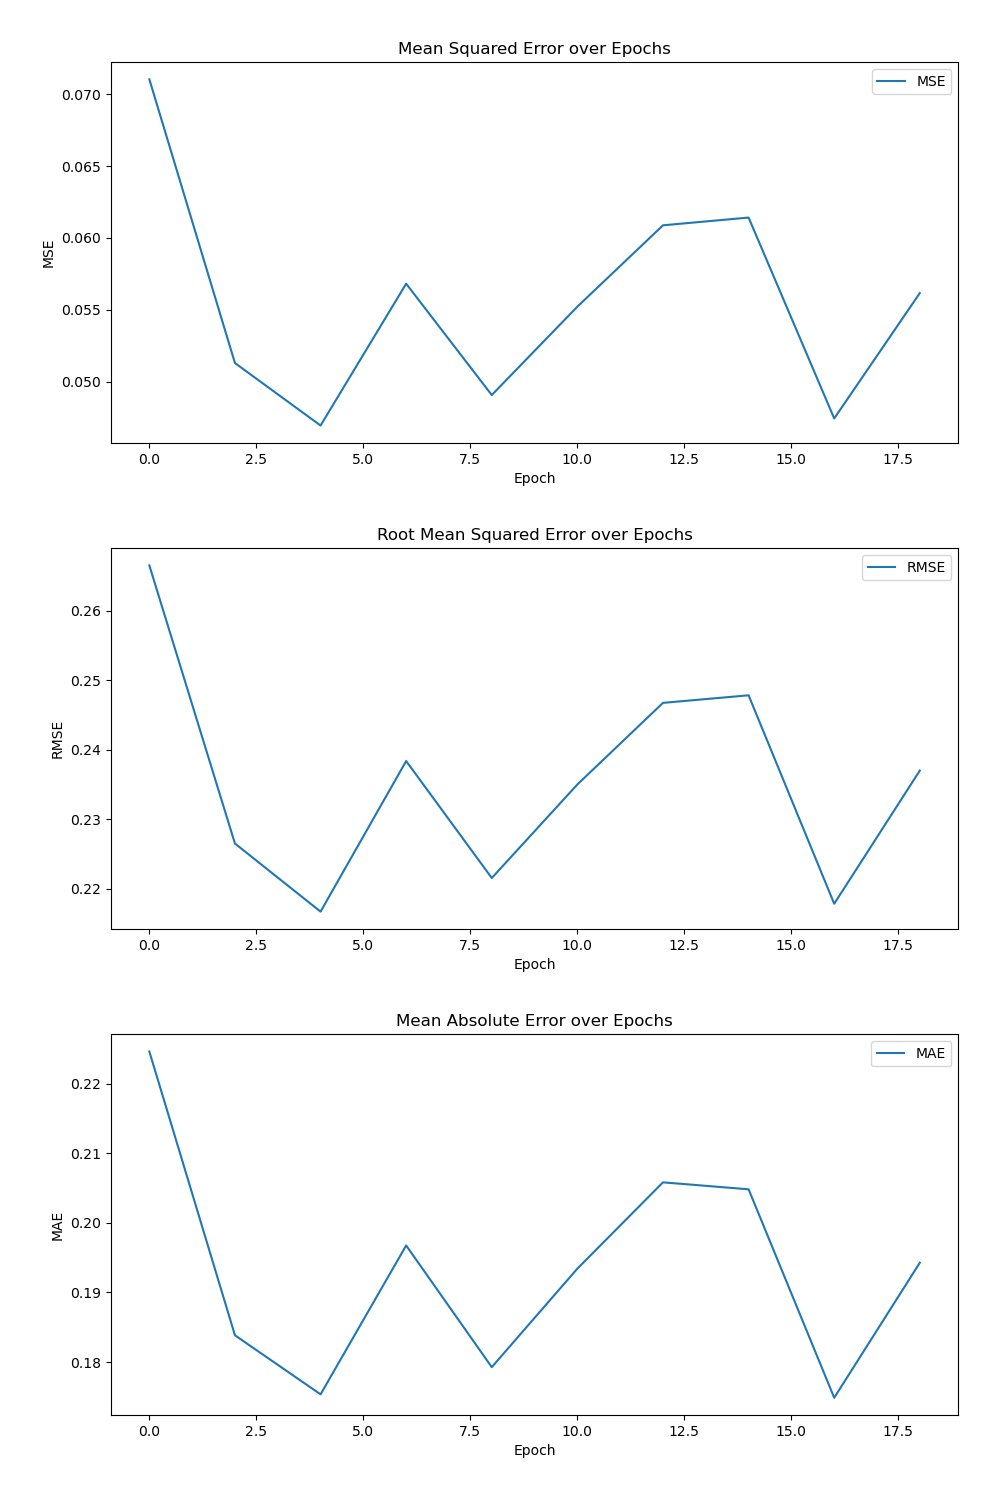 Mean Squared Error over Epochs
MSE
0.070
0.065
0.060
0.055
0.050
MSE
0.0 2.5 5.0 7.5 10.0 12.5 15.0 17.5
Epoch
Root Mean Squared Error over Epochs
RMSE
0.26
0.25
0.24
0.23
0.22
RMSE
0.0 2.5 5.0 7.5 10.0 12.5 15.0 17.5
Epoch
Mean Absolute Error over Epochs
MAE
0.22
0.21
0.20
0.19
0.18
MAE
0.0 2.5 5.0 7.5 10.0 12.5 15.0 17.5
Epoch